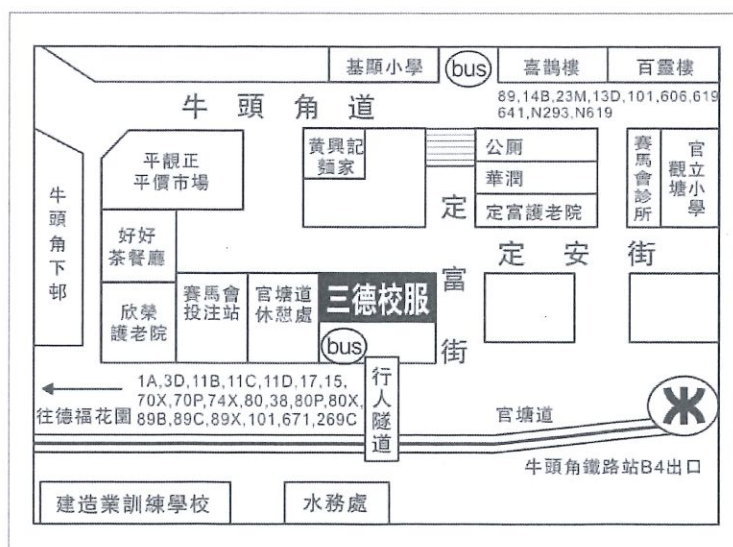 基顯小學
bus
喜鵲樓
百靈樓
牛頭角道
89,14B,23M,13D,101,606,619
641,N293,N619
牛頭角下邨
平靚正
平價市場
黃興記
麵家
公厠
華潤
定富護老院
賽馬會診所
官立小學
觀塘
好好
茶餐廳
定富街
定安街
欣榮
護老院
賽馬會
投注站
官塘道
休憩處
三德校服
bus
1A,3D,11B,11C,11D,17,15,
70X,70P,74X,80,38,80P,80X,
往德福花園 89B,89C,89X,101,671,269C
行人隧道
官塘道
牛頭角鐵路站B4出口
建造業訓練學校
水務處